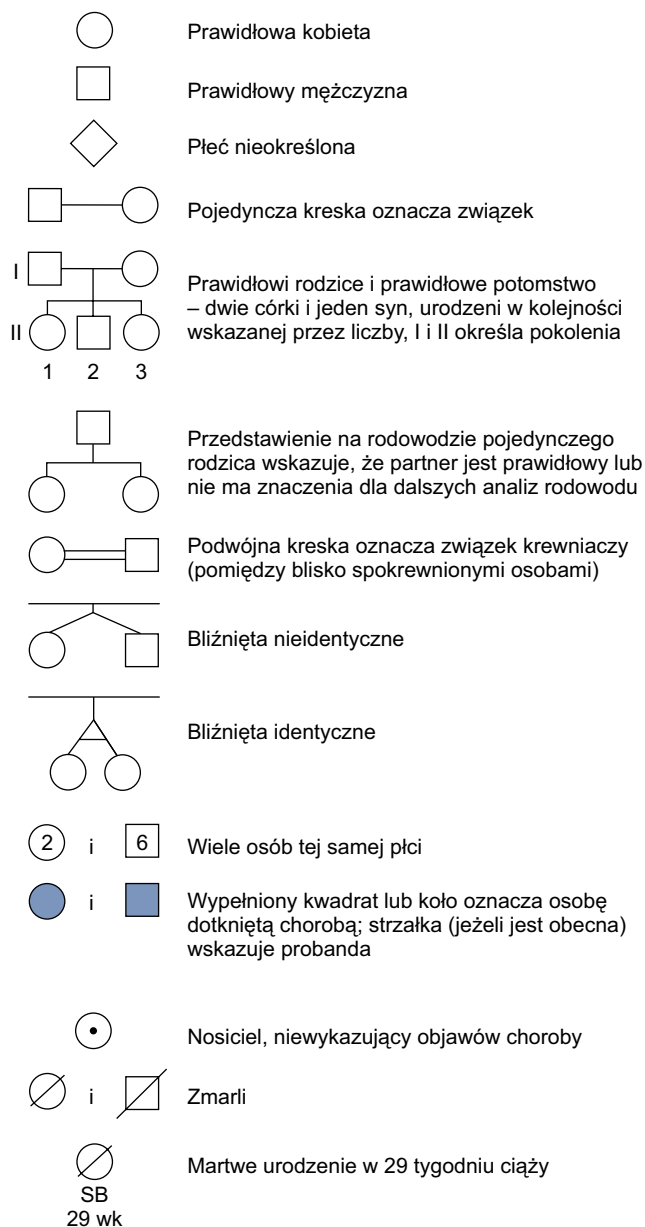 Prawidłowa kobieta
Prawidłowy mężczyzna
Płeć nieokreślona
Pojedyncza kreska oznacza związek
I
II
1 2 3
Prawidłowi rodzice i prawidłowe potomstwo
– dwie córki i jeden syn, urodzeni w kolejności
wskazanej przez liczby, I i II określa pokolenia
Przedstawienie na rodowodzie pojedynczego
rodzica wskazuje, że partner jest prawidłowy lub
nie ma znaczenia dla dalszych analiz rodowodu
Podwójna kreska oznacza związek krewniaczy
(pomiędzy blisko spokrewnionymi osobami)
Bliźnięta nieidentyczne
Bliźnięta identyczne
2 i 6 Wiele osób tej samej płci
i Wypełniony kwadrat lub koło oznacza osobę
dotkniętą chorobą; strzałka (jeżeli jest obecna)
wskazuje probanda
Nosiciel, niewykazujący objawów choroby
i Zmarli
Martwe urodzenie w 29 tygodniu ciąży
SB
29 wk